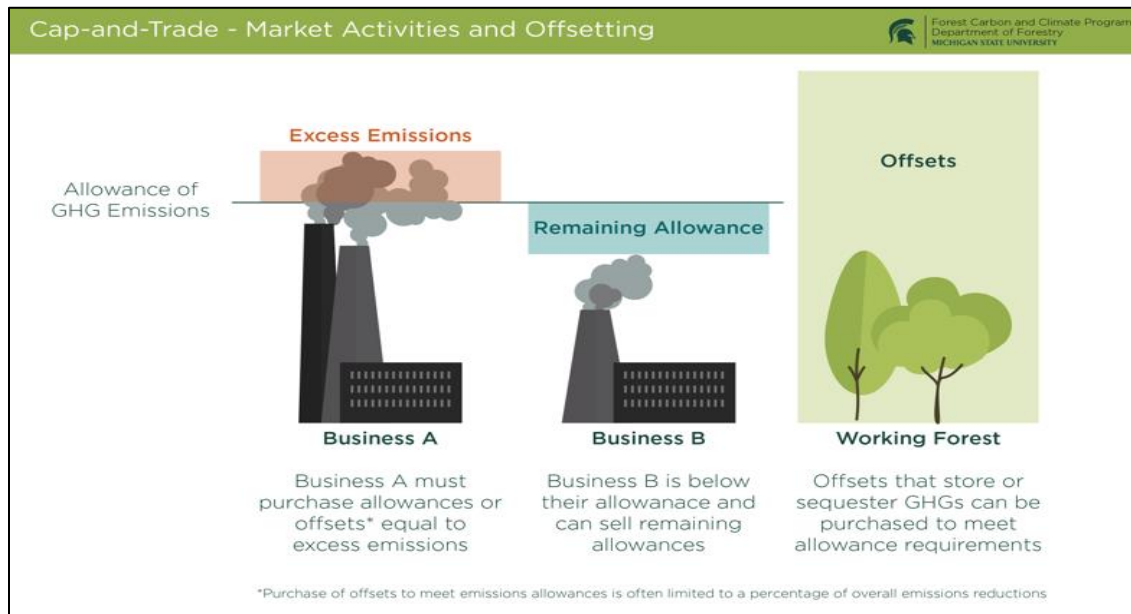 Cap-and-Trade - Market Activities and Offsetting
Forest Carbon and Climate Program
Department of Forestry
MICHIGAN STATE UNIVERSITY
Excess Emissions
Allowance of
GHG Emissions
Remaining Allowance
Offsets
Business A
Business A must
purchase allowances or
offsets* equal to
excess emissions
Business B
Business B is below
their allowanace and
can sell remaining
allowances
Working Forest
Offsets that store or
sequester GHGs can be
purchased to meet
allowance requirements
*Purchase of offsets to meet emissions allowances is often limited to a percentage of overall emissions reductions